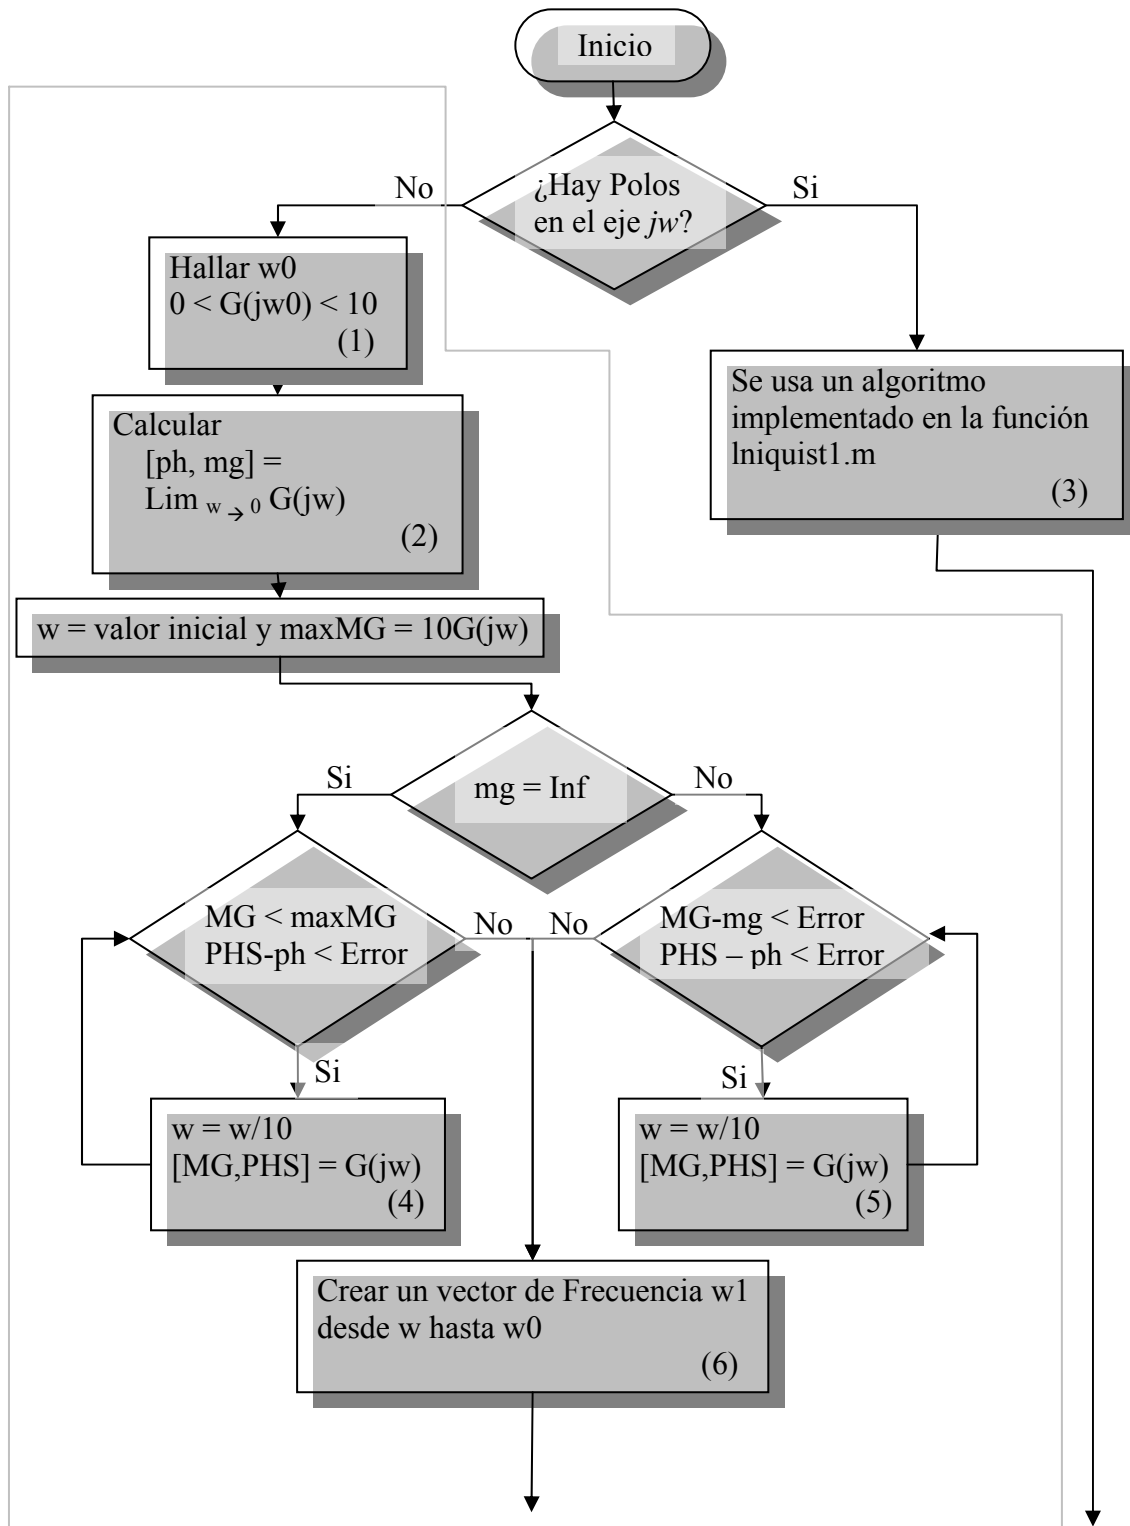 Inicio
¿Hay Polos
en el eje jw?
No
Si
Hallar w0
0 < G(jw0) < 10
(1)
Se usa un algoritmo
implementado en la función
lniquist1.m
(3)
Calcular
[ph, mg] =
Lim w → 0 G(jw)
(2)
w = valor inicial y maxMG = 10G(jw)
mg = Inf
Si
No
MG < maxMG
PHS-ph < Error
No
No
MG-mg < Error
PHS – ph < Error
Si
Si
w = w/10
[MG,PHS] = G(jw)
(4)
w = w/10
[MG,PHS] = G(jw)
(5)
Crear un vector de Frecuencia w1
desde w hasta w0
(6)